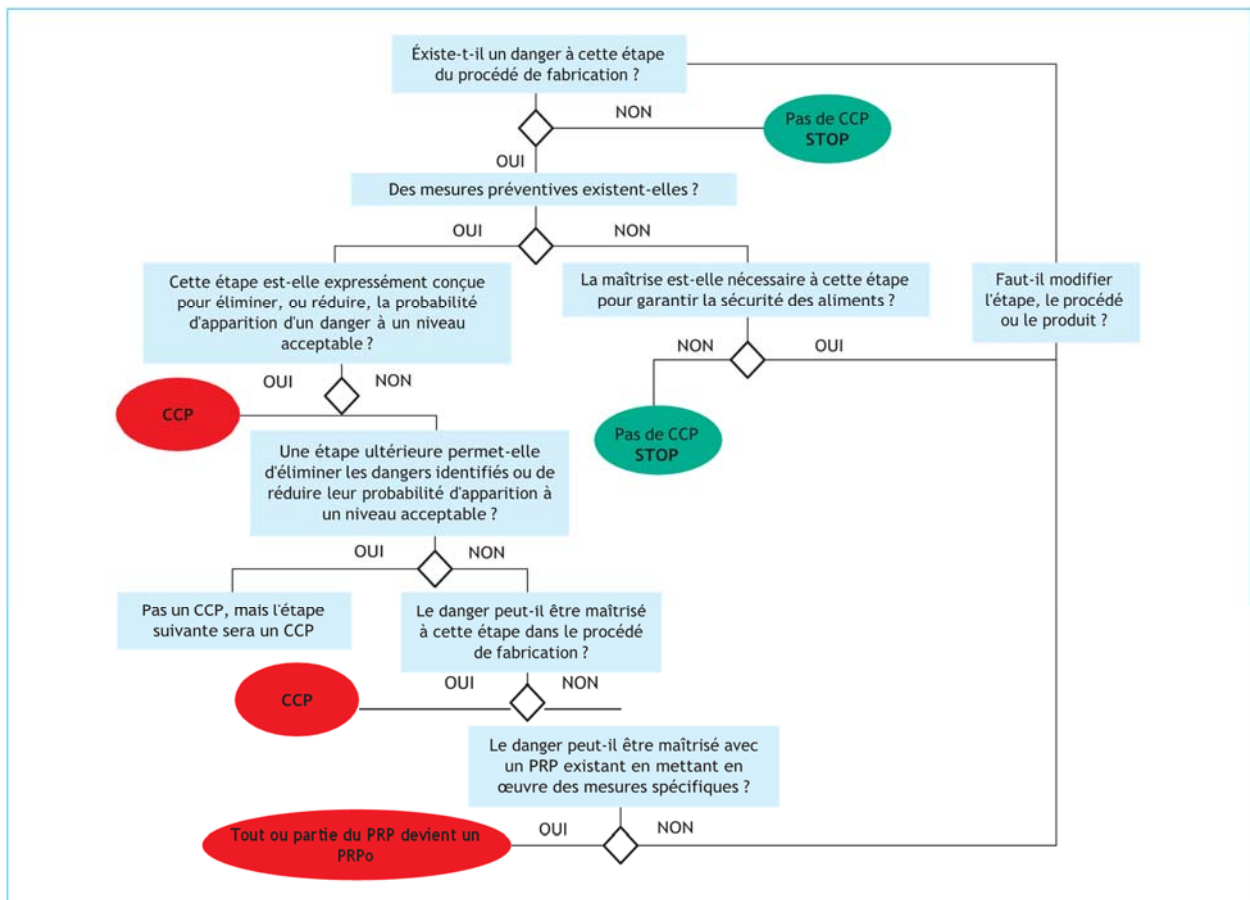 Éxiste-t-il un danger à cette étape
du procédé de fabrication ?
NON
Pas de CCP
STOP
OUI
Des mesures préventives existent-elles ?
OUI
NON
Cette étape est-elle expressément conçue
pour éliminer, ou réduire, la probabilité
d'apparition d'un danger à un niveau
acceptable ?
La maîtrise est-elle nécessaire à cette étape
pour garantir la sécurité des aliments ?
Faut-il modifier
l'étape, le procédé
ou le produit ?
NON
OUI
OUI
NON
CCP
Pas de CCP
STOP
Une étape ultérieure permet-elle
d'éliminer les dangers identifiés ou de
réduire leur probabilité d'apparition à
un niveau acceptable ?
OUI
NON
Pas un CCP, mais l'étape
suivante sera un CCP
Le danger peut-il être maîtrisé
à cette étape dans le procédé
de fabrication ?
OUI
NON
CCP
Le danger peut-il être maîtrisé avec
un PRP existant en mettant en
œuvre des mesures spécifiques ?
OUI
NON
Tout ou partie du PRP devient un
PRPo